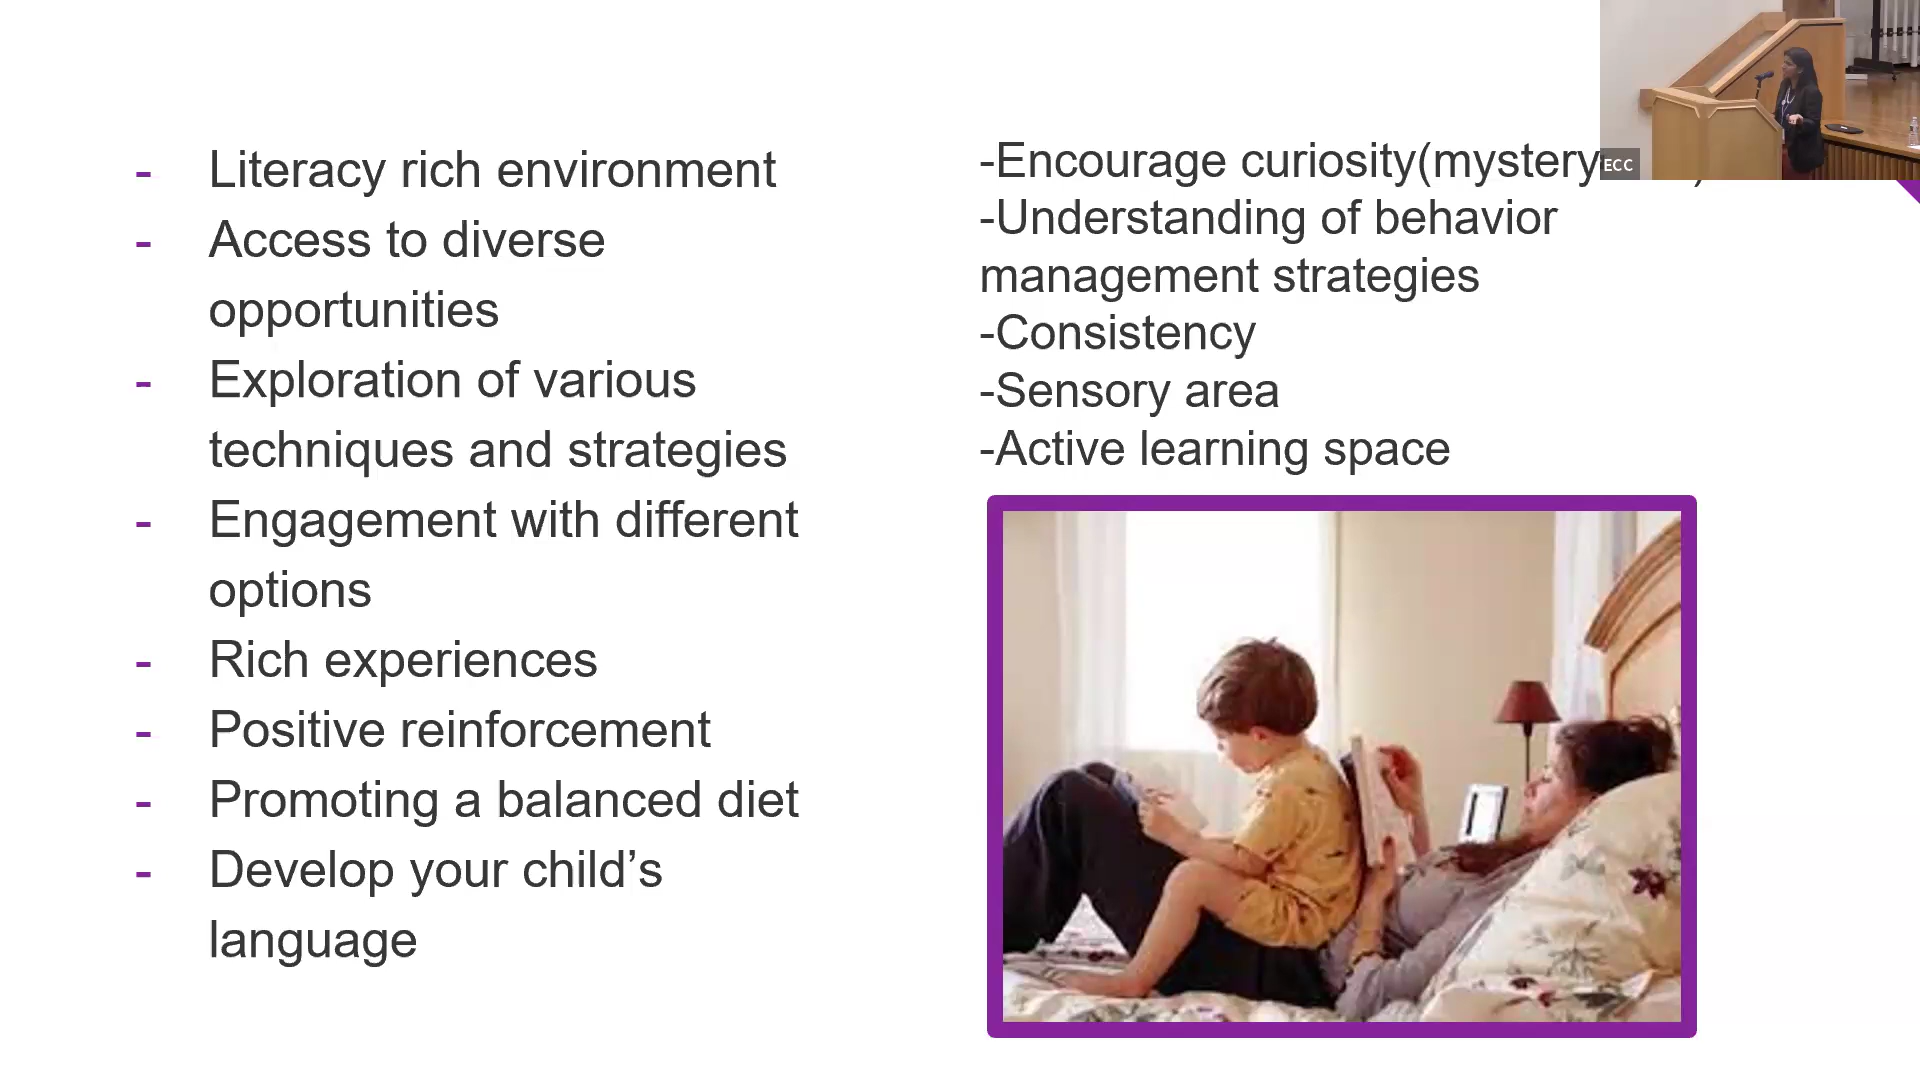 - Literacy rich environment
- Access to diverse
opportunities
- Exploration of various
techniques and strategies
- Engagement with different
options
- Rich experiences
- Positive reinforcement
- Promoting a balanced diet
- Develop your child’s
language
-Encourage curiosity(mystery
-Understanding of behavior
management strategies
-Consistency
-Sensory area
-Active learning space
ECC